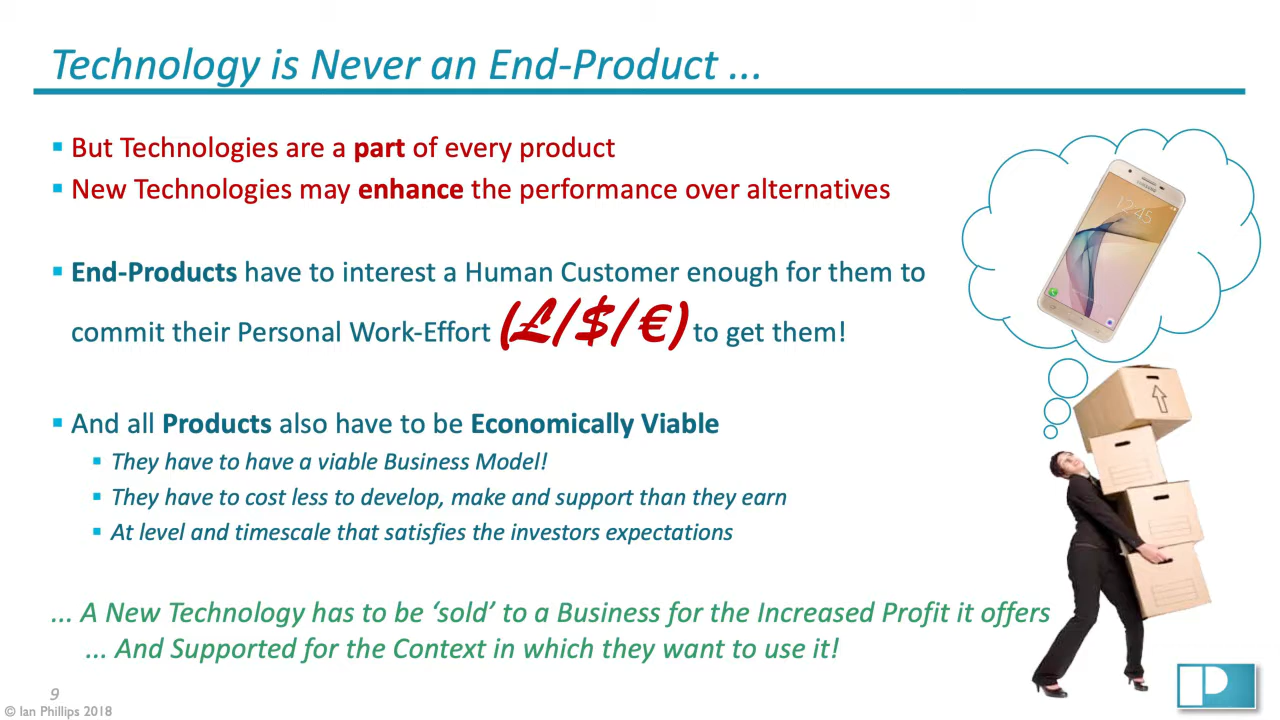 Technology is Never an End-Product ...
But Technologies are a part of every product
New Technologies may enhance the performance over alternatives
End-Products have to interest a Human Customer enough for them to
commit their Personal Work-Effort (£/$/€) to get them!
And all Products also have to be Economically Viable
They have to have a viable Business Model!
They have to cost less to develop, make and support than they earn
At level and timescale that satisfies the investors expectations
... A New Technology has to be ‘sold’ to a Business for the Increased Profit it offers
... And Supported for the Context in which they want to use it!
9
© Ian Phillips 2018
12:45
SAMSUNG
P